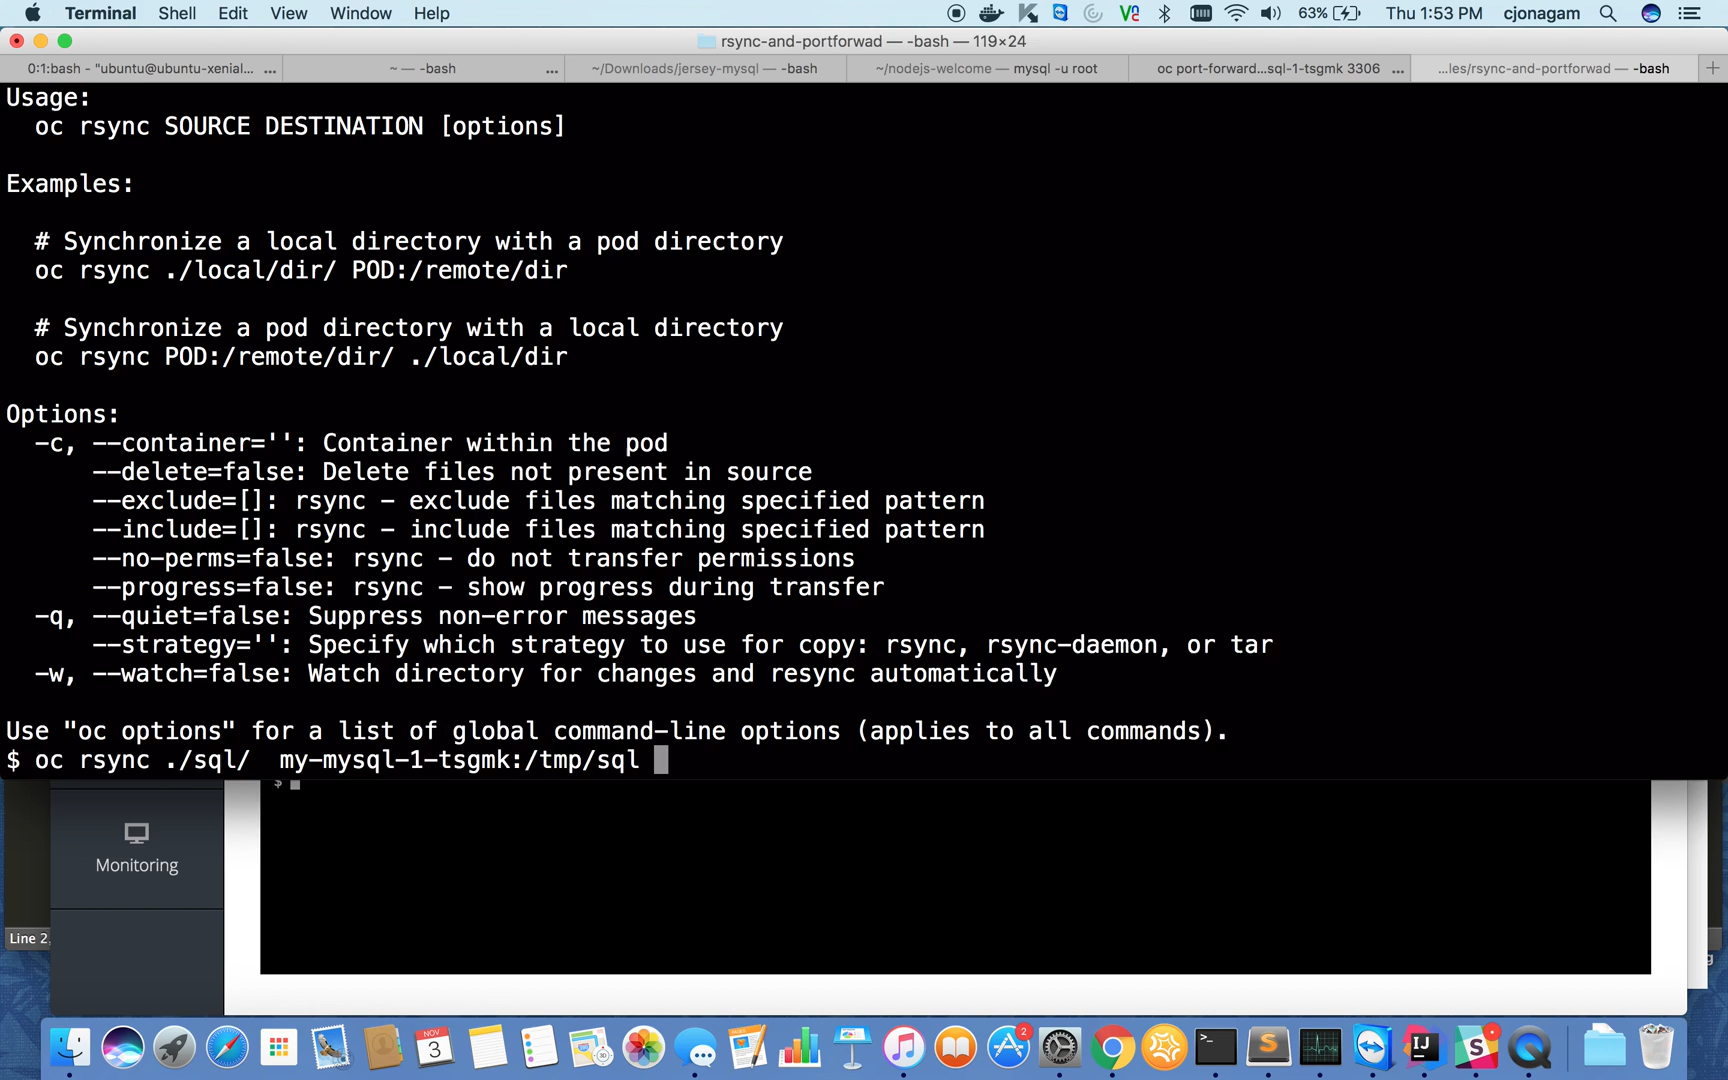 Terminal Shell Edit View Window Help 63% Thu 1:53 PM cjonagam
rsync-and-portforwad — -bash — 119×24
0:1:bash - "ubuntu@ubuntu-xenial... ...
~ — -bash ...
~/Downloads/jersey-mysql — -bash
~/nodejs-welcome — mysql -u root
oc port-forward...sql-1-tsgmk 3306 ...
...les/rsync-and-portforwad — -bash
Usage:
oc rsync SOURCE DESTINATION [options]
Examples:
# Synchronize a local directory with a pod directory
oc rsync ./local/dir/ POD:/remote/dir
# Synchronize a pod directory with a local directory
oc rsync POD:/remote/dir/ ./local/dir
Options:
-c, --container='': Container within the pod
--delete=false: Delete files not present in source
--exclude=[]: rsync - exclude files matching specified pattern
--include=[]: rsync - include files matching specified pattern
--no-perms=false: rsync - do not transfer permissions
--progress=false: rsync - show progress during transfer
-q, --quiet=false: Suppress non-error messages
--strategy='': Specify which strategy to use for copy: rsync, rsync-daemon, or tar
-w, --watch=false: Watch directory for changes and resync automatically
Use "oc options" for a list of global command-line options (applies to all commands).
$ oc rsync ./sql/  my-mysql-1-tsgmk:/tmp/sql
$
Monitoring
Line 2
NOV
3
2